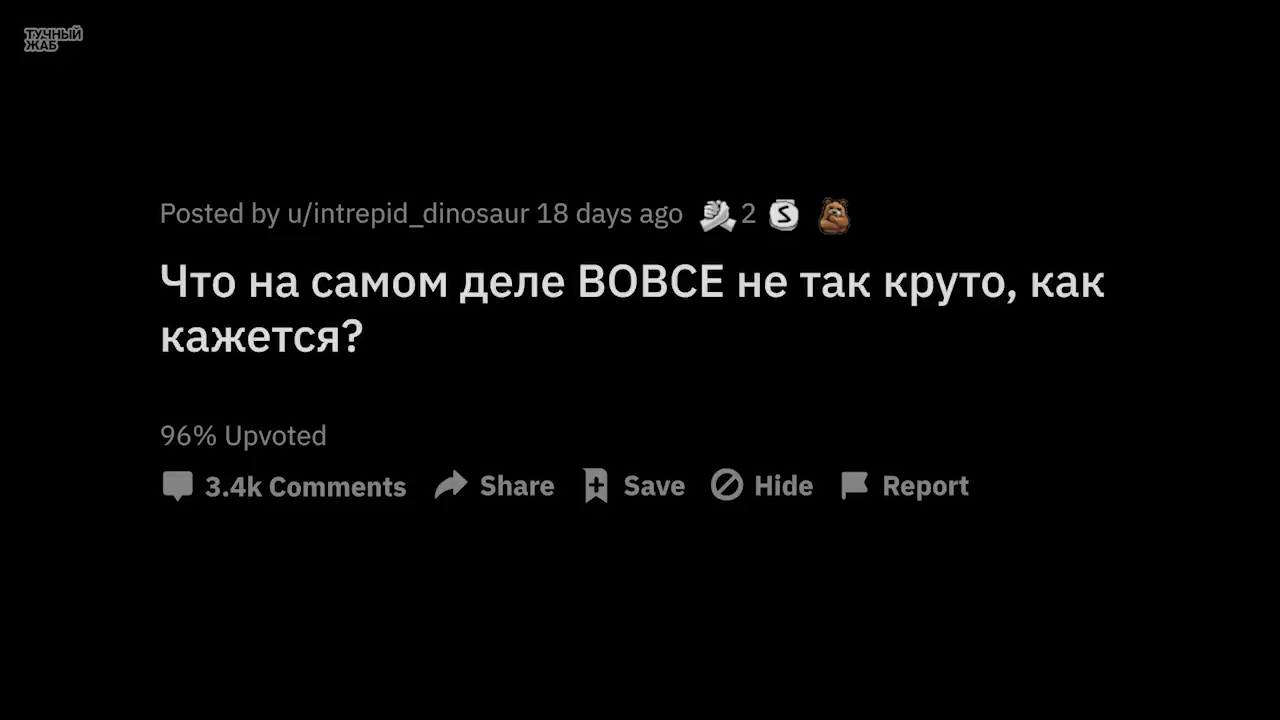 ТУЧНЫЙ
ЖАБ
Posted by u/intrepid_dinosaur 18 days ago 2 S
Что на самом деле ВОВСЕ не так круто, как
кажется?
96% Upvoted
3.4k Comments Share Save Hide Report